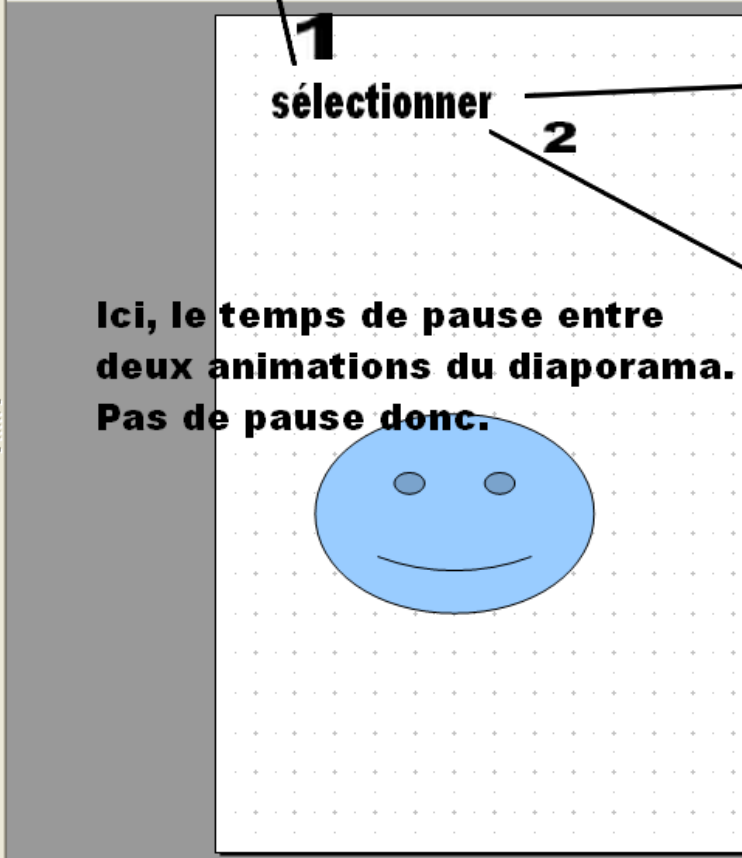 1
sélectionner
2
Ici, le temps de pause entre
deux animations du diaporama.
Pas de pause donc.